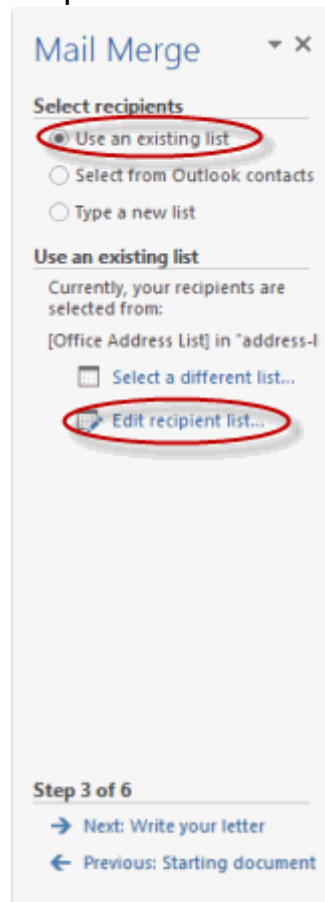 Mail Merge
Select recipients
Use an existing list
Select from Outlook contacts
Type a new list
Use an existing list
Currently, your recipients are
selected from:
[Office Address List] in "address-l
Select a different list...
Edit recipient list...
Step 3 of 6
Next: Write your letter
Previous: Starting document